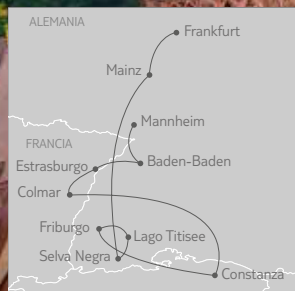 ALEMANIA
Frankfurt
Mainz
Mannheim
FRANCIA
Estrasburgo
Baden-Baden
Colmar
Friburgo
Lago Titisee
Selva Negra
Constanza